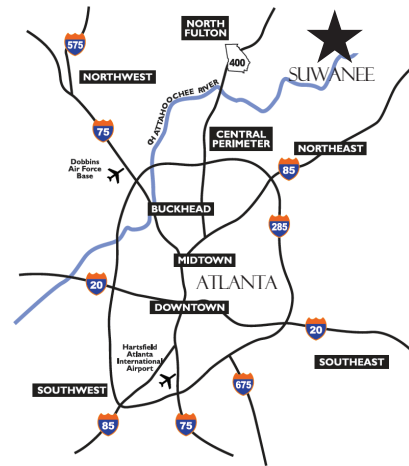 NORTH
FULTON
575
400
SUWANEE
NORTHWEST
CHATTAHOOCHEE RIVER
75
CENTRAL
PERIMETER
NORTHEAST
Dobbins
Air Force
Base
85
BUCKHEAD
285
MIDTOWN
ATLANTA
20
DOWNTOWN
20
Hartsfield
Atlanta
International
Airport
SOUTHEAST
SOUTHWEST
675
85
75